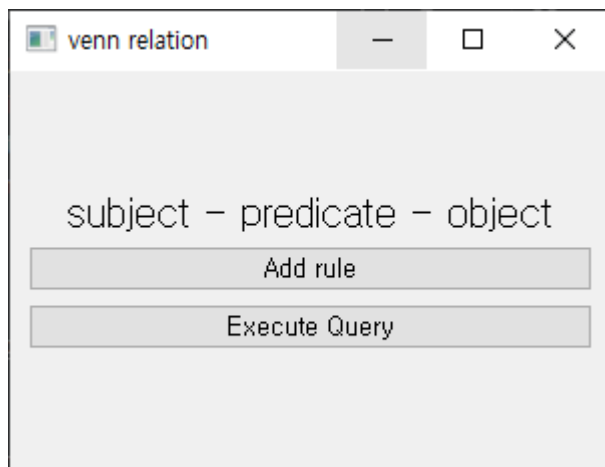 venn relation
subject - predicate - object
Add rule
Execute Query